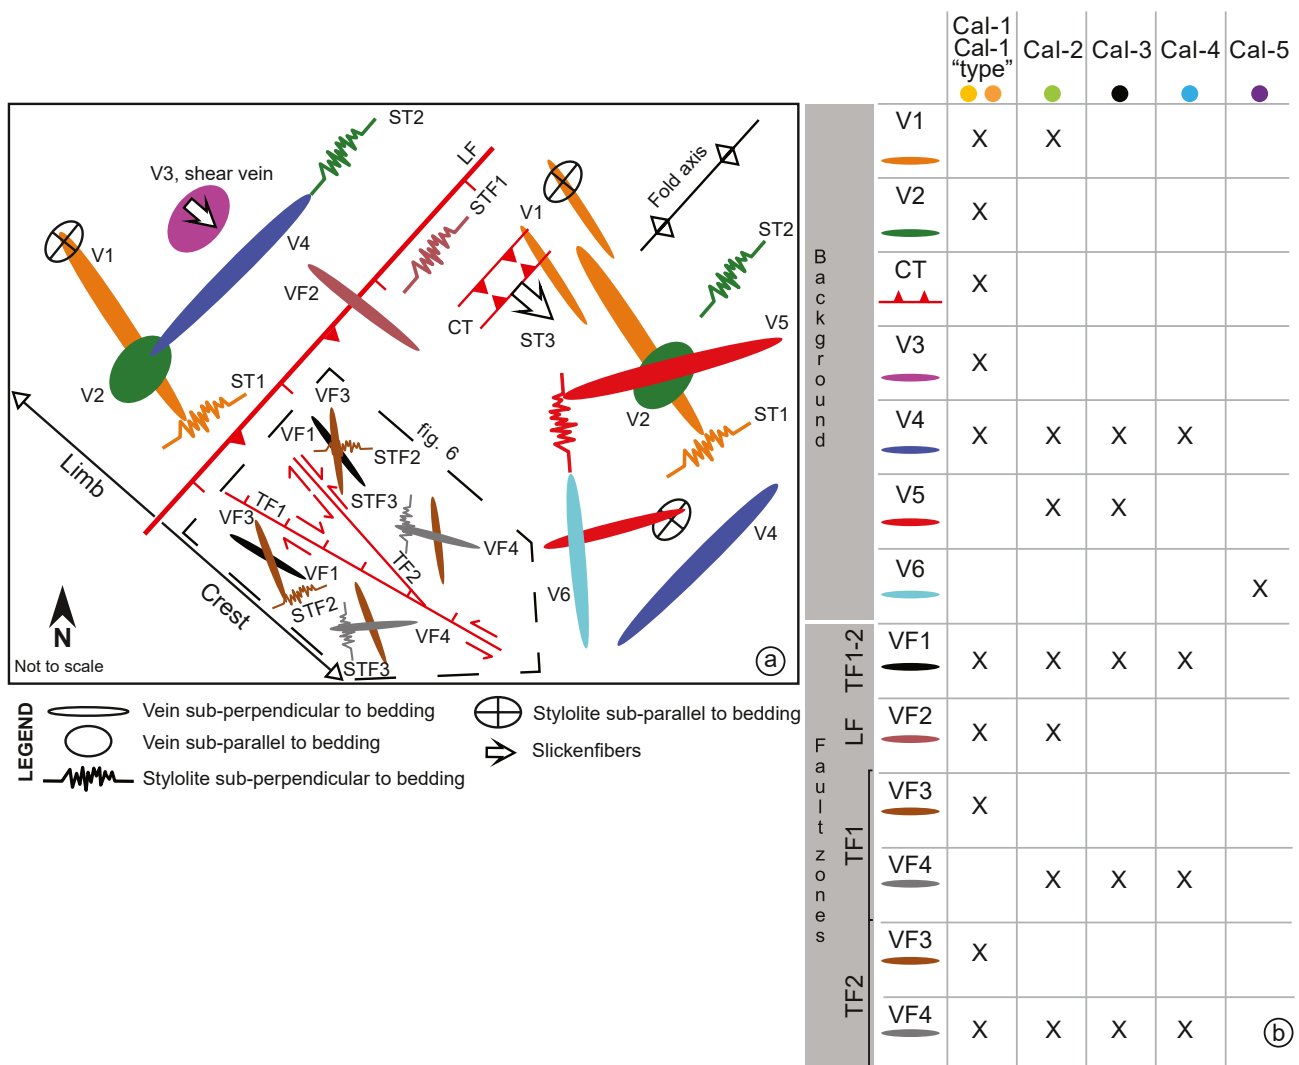 ST2
LF
V3, shear vein
STF1
V1
Fold axis
V1
V4
ST2
VF2
CT
ST3
V5
V2
ST1
V2
ST1
VF3
VF1
fig. 6
STF2
Limb
STF3
TF1
VF3
VF4
V4
TF2
VF1
V6
Crest
STF2
VF4
N
Not to scale
STF3
a
LEGEND
Vein sub-perpendicular to bedding
Vein sub-parallel to bedding
Stylolite sub-perpendicular to bedding
Stylolite sub-parallel to bedding
Slickenfibers
Cal-1
Cal-1
“type”
Cal-2
Cal-3
Cal-4
Cal-5
Background
V1 X X
V2 X
CT X
V3 X
V4 X X X X
V5 X X
V6 X
Fault zones
TF1-2
VF1 X X X X
LF
VF2 X X
TF1
VF3 X
VF4 X X X
TF2
VF3 X
VF4 X X X X
b